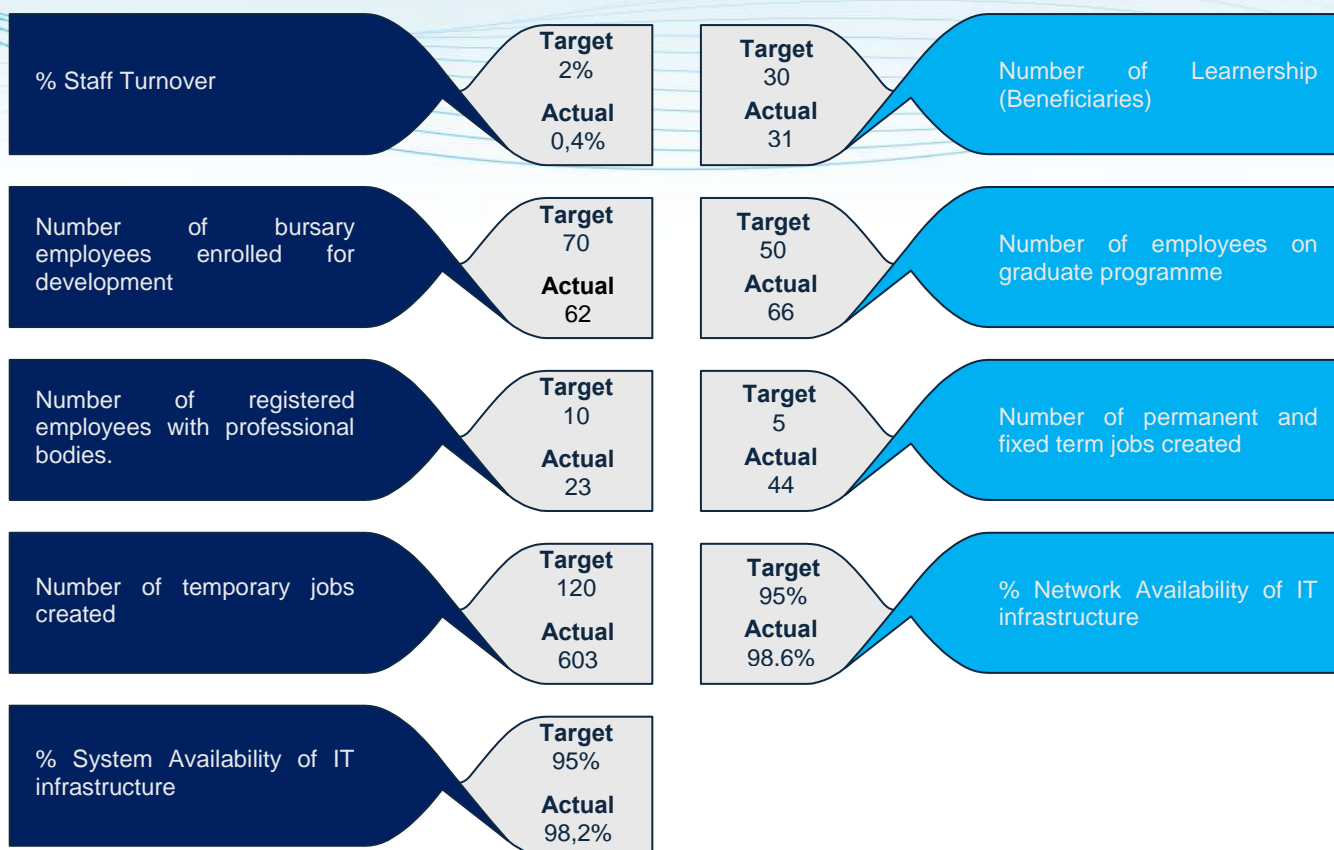 % Staff Turnover
Target
2%
Actual
0,4%
Target
30
Actual
31
Number of Learnership
(Beneficiaries)
Number of bursary
employees enrolled for
development
Target
70
Actual
62
Target
50
Actual
66
Number of employees on
graduate programme
Number of registered
employees with professional
bodies.
Target
10
Actual
23
Target
5
Actual
44
Number of permanent and
fixed term jobs created
Number of temporary jobs
created
Target
120
Actual
603
Target
95%
Actual
98.6%
% Network Availability of IT
infrastructure
% System Availability of IT
infrastructure
Target
95%
Actual
98,2%